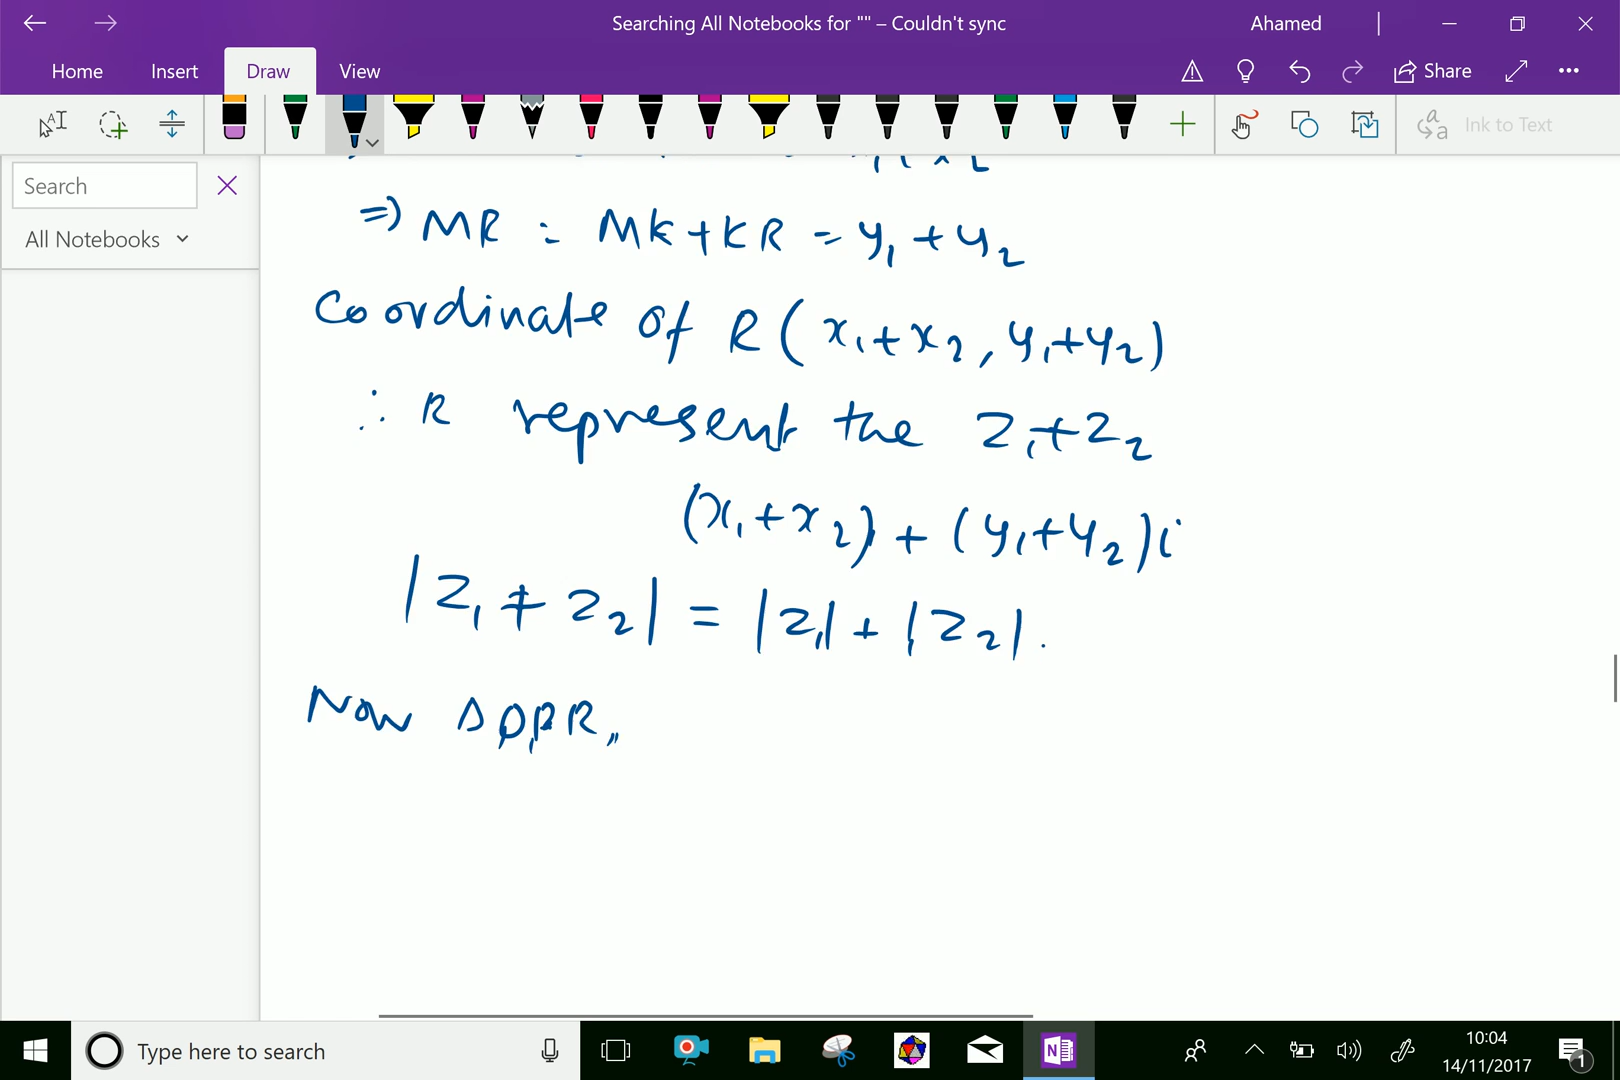 Searching All Notebooks for "" – Couldn't sync
Ahamed
Home Insert Draw View
Share
Ink to Text
Search
All Notebooks
⇒ MR = MK + KR = y₁ + y₂
Coordinate of R (x₁+x₂, y₁+y₂)
∴ R represent the z₁+z₂
(x₁+x₂) + (y₁+y₂)i
|z₁ + z₂| = |z₁| + |z₂|.
Now Δ OPR,,
Type here to search
10:04
14/11/2017
1